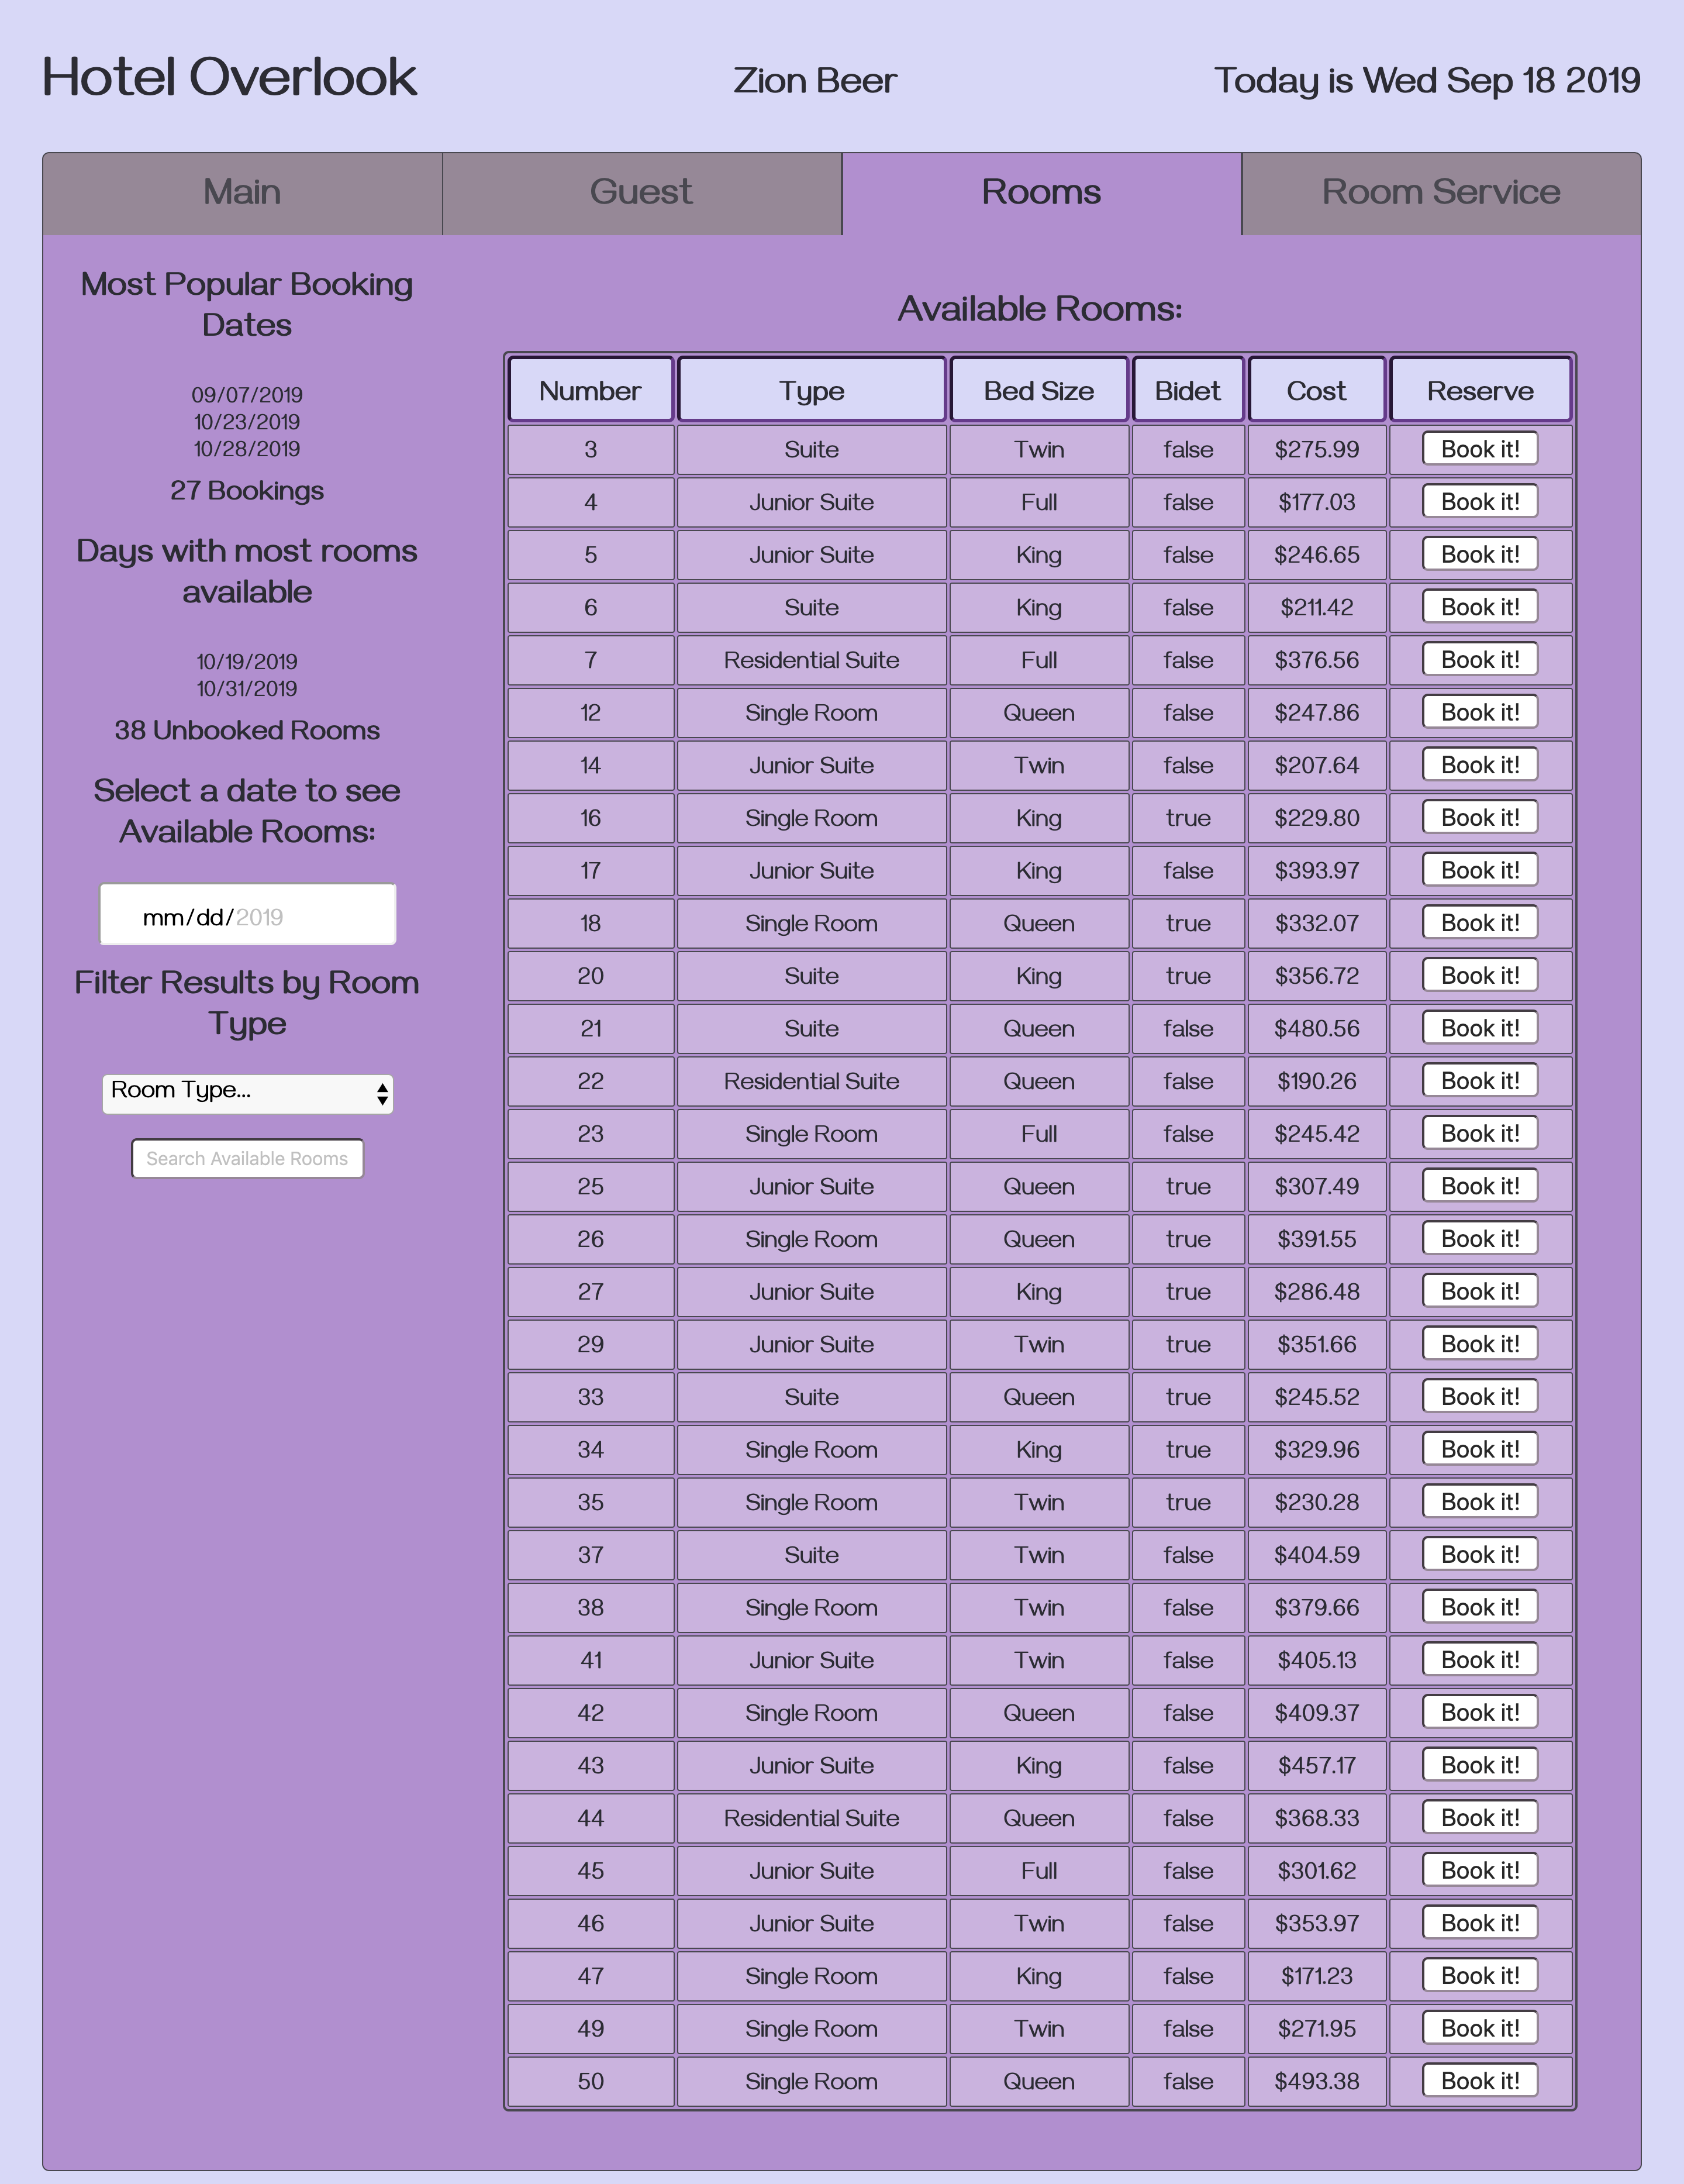 Hotel Overlook Zion Beer Today is Wed Sep 18 2019
Main Guest Rooms Room Service
Most Popular Booking
Dates
09/07/2019
10/23/2019
10/28/2019
27 Bookings
Days with most rooms
available
10/19/2019
10/31/2019
38 Unbooked Rooms
Select a date to see
Available Rooms:
mm/dd/2019
Filter Results by Room
Type
Room Type...
Search Available Rooms
Available Rooms:
Number Type Bed Size Bidet Cost Reserve
3 Suite Twin false $275.99 Book it!
4 Junior Suite Full false $177.03 Book it!
5 Junior Suite King false $246.65 Book it!
6 Suite King false $211.42 Book it!
7 Residential Suite Full false $376.56 Book it!
12 Single Room Queen false $247.86 Book it!
14 Junior Suite Twin false $207.64 Book it!
16 Single Room King true $229.80 Book it!
17 Junior Suite King false $393.97 Book it!
18 Single Room Queen true $332.07 Book it!
20 Suite King true $356.72 Book it!
21 Suite Queen false $480.56 Book it!
22 Residential Suite Queen false $190.26 Book it!
23 Single Room Full false $245.42 Book it!
25 Junior Suite Queen true $307.49 Book it!
26 Single Room Queen true $391.55 Book it!
27 Junior Suite King true $286.48 Book it!
29 Junior Suite Twin true $351.66 Book it!
33 Suite Queen true $245.52 Book it!
34 Single Room King true $329.96 Book it!
35 Single Room Twin true $230.28 Book it!
37 Suite Twin false $404.59 Book it!
38 Single Room Twin false $379.66 Book it!
41 Junior Suite Twin false $405.13 Book it!
42 Single Room Queen false $409.37 Book it!
43 Junior Suite King false $457.17 Book it!
44 Residential Suite Queen false $368.33 Book it!
45 Junior Suite Full false $301.62 Book it!
46 Junior Suite Twin false $353.97 Book it!
47 Single Room King false $171.23 Book it!
49 Single Room Twin false $271.95 Book it!
50 Single Room Queen false $493.38 Book it!